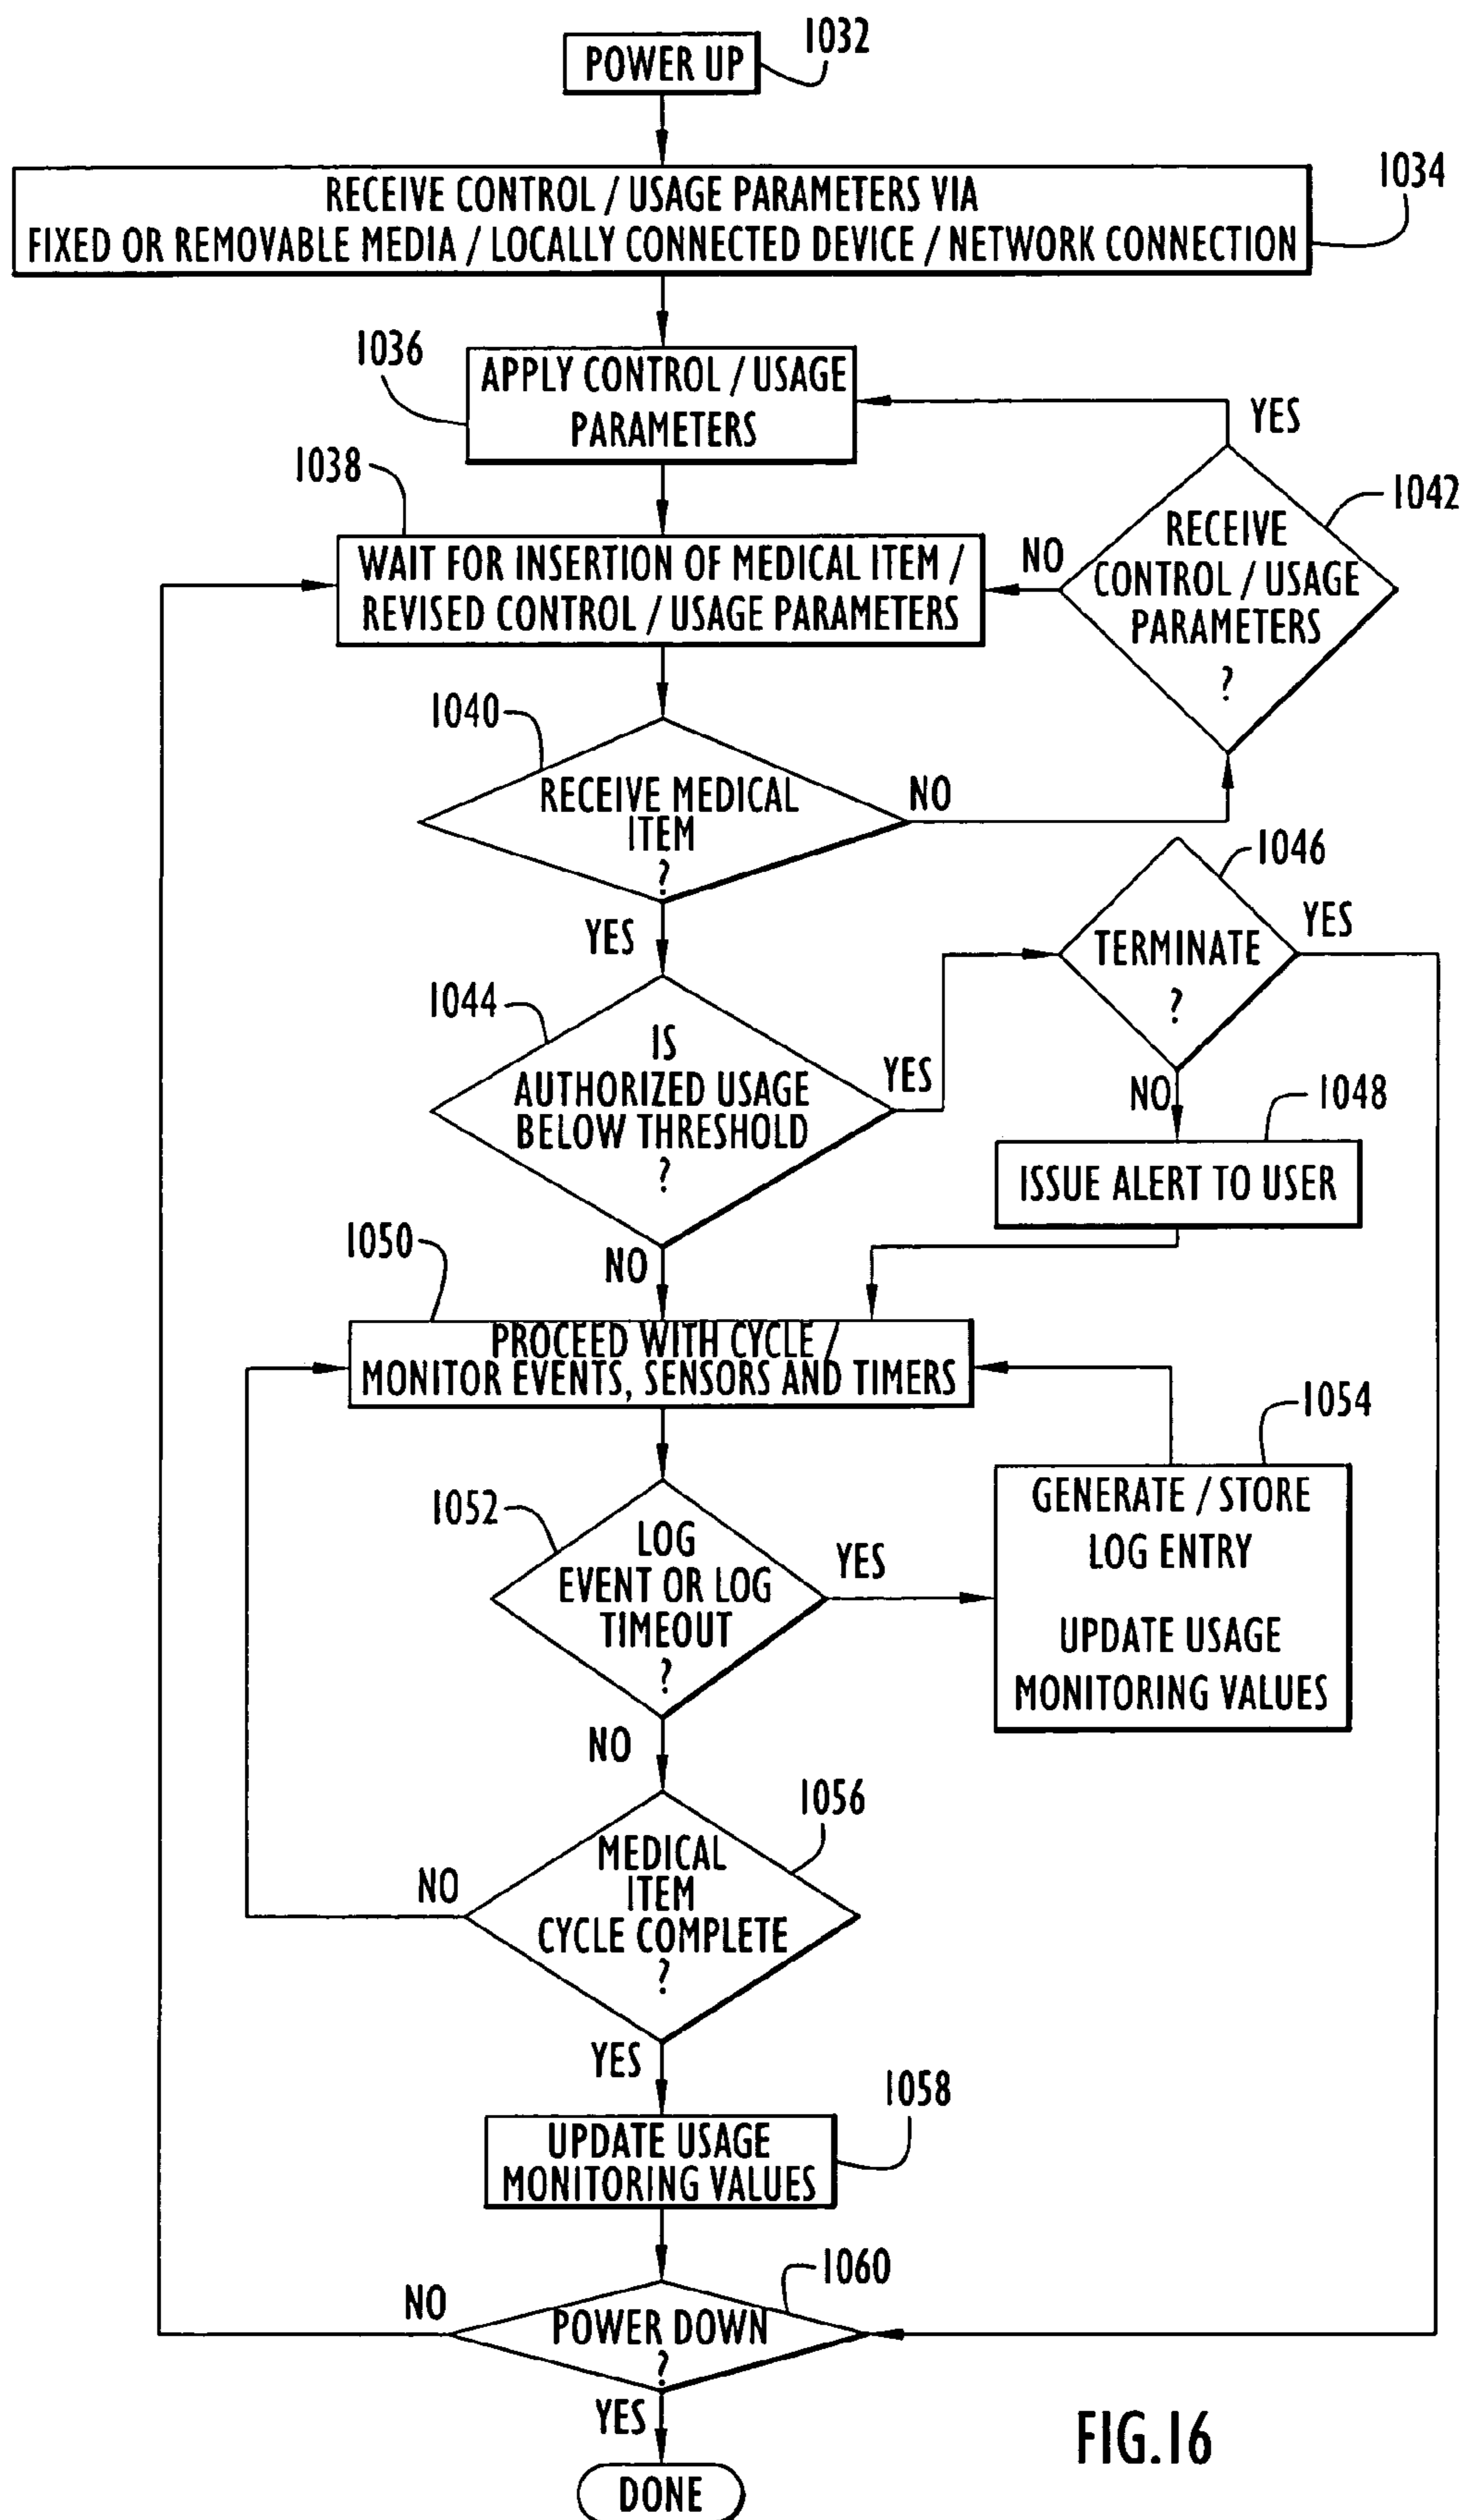 1032
POWER UP
1034
RECEIVE CONTROL / USAGE PARAMETERS VIA
FIXED OR REMOVABLE MEDIA / LOCALLY CONNECTED DEVICE / NETWORK CONNECTION
1036
APPLY CONTROL / USAGE
PARAMETERS
YES
1038
1042
WAIT FOR INSERTION OF MEDICAL ITEM /
REVISED CONTROL / USAGE PARAMETERS
NO
RECEIVE
CONTROL / USAGE
PARAMETERS
?
1040
RECEIVE MEDICAL
ITEM
?
NO
YES
1046
TERMINATE
?
YES
1044
IS
AUTHORIZED USAGE
BELOW THRESHOLD
?
YES
NO
1048
ISSUE ALERT TO USER
NO
1050
PROCEED WITH CYCLE /
MONITOR EVENTS, SENSORS AND TIMERS
1054
GENERATE / STORE
LOG ENTRY
UPDATE USAGE
MONITORING VALUES
1052
LOG
EVENT OR LOG
TIMEOUT
?
YES
NO
1056
MEDICAL
ITEM
CYCLE COMPLETE
?
NO
YES
1058
UPDATE USAGE
MONITORING VALUES
1060
POWER DOWN
?
NO
YES
DONE
FIG.16